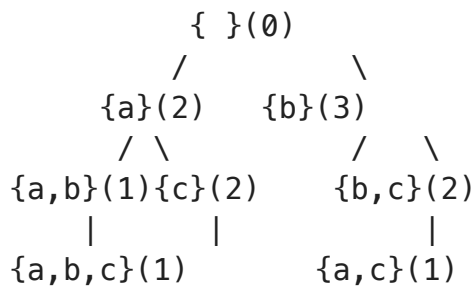 { }(0)
/ \
{a}(2) {b}(3)
/ \ / \
{a,b}(1){c}(2) {b,c}(2)
| | |
{a,b,c}(1) {a,c}(1)